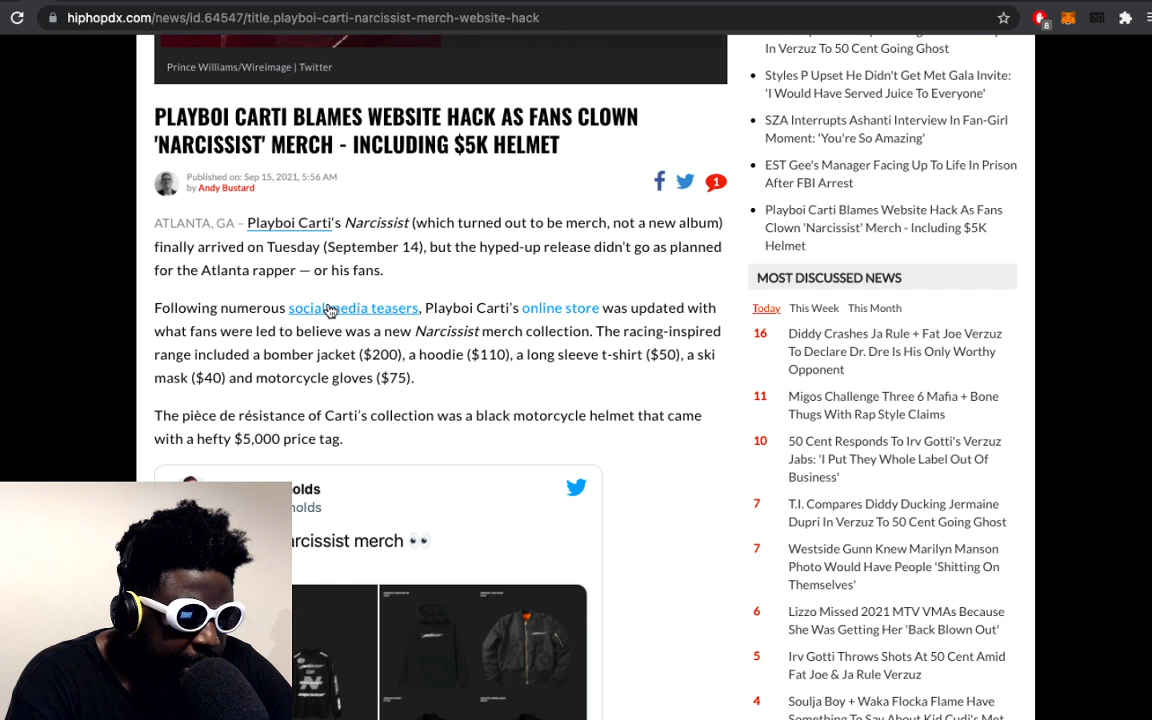 hiphopdx.com/news/id.64547/title.playboi-carti-narcissist-merch-website-hack
8
Prince Williams/Wireimage | Twitter
PLAYBOI CARTI BLAMES WEBSITE HACK AS FANS CLOWN
'NARCISSIST' MERCH - INCLUDING $5K HELMET
Published on: Sep 15, 2021, 5:56 AM
by Andy Bustard
1
ATLANTA, GA – Playboi Carti's Narcissist (which turned out to be merch, not a new album)
finally arrived on Tuesday (September 14), but the hyped-up release didn't go as planned
for the Atlanta rapper — or his fans.
Following numerous social media teasers, Playboi Carti's online store was updated with
what fans were led to believe was a new Narcissist merch collection. The racing-inspired
range included a bomber jacket ($200), a hoodie ($110), a long sleeve t-shirt ($50), a ski
mask ($40) and motorcycle gloves ($75).
The pièce de résistance of Carti's collection was a black motorcycle helmet that came
with a hefty $5,000 price tag.
olds
olds
rcissist merch 👀
In Verzuz To 50 Cent Going Ghost
Styles P Upset He Didn't Get Met Gala Invite:
'I Would Have Served Juice To Everyone'
SZA Interrupts Ashanti Interview In Fan-Girl
Moment: 'You're So Amazing'
EST Gee's Manager Facing Up To Life In Prison
After FBI Arrest
Playboi Carti Blames Website Hack As Fans
Clown 'Narcissist' Merch - Including $5K
Helmet
MOST DISCUSSED NEWS
Today This Week This Month
16 Diddy Crashes Ja Rule + Fat Joe Verzuz
To Declare Dr. Dre Is His Only Worthy
Opponent
11 Migos Challenge Three 6 Mafia + Bone
Thugs With Rap Style Claims
10 50 Cent Responds To Irv Gotti's Verzuz
Jabs: 'I Put They Whole Label Out Of
Business'
7 T.I. Compares Diddy Ducking Jermaine
Dupri In Verzuz To 50 Cent Going Ghost
7 Westside Gunn Knew Marilyn Manson
Photo Would Have People 'Shitting On
Themselves'
6 Lizzo Missed 2021 MTV VMAs Because
She Was Getting Her 'Back Blown Out'
5 Irv Gotti Throws Shots At 50 Cent Amid
Fat Joe & Ja Rule Verzuz
4 Soulja Boy + Waka Flocka Flame Have
Something To Say About Kid Cudi's Met